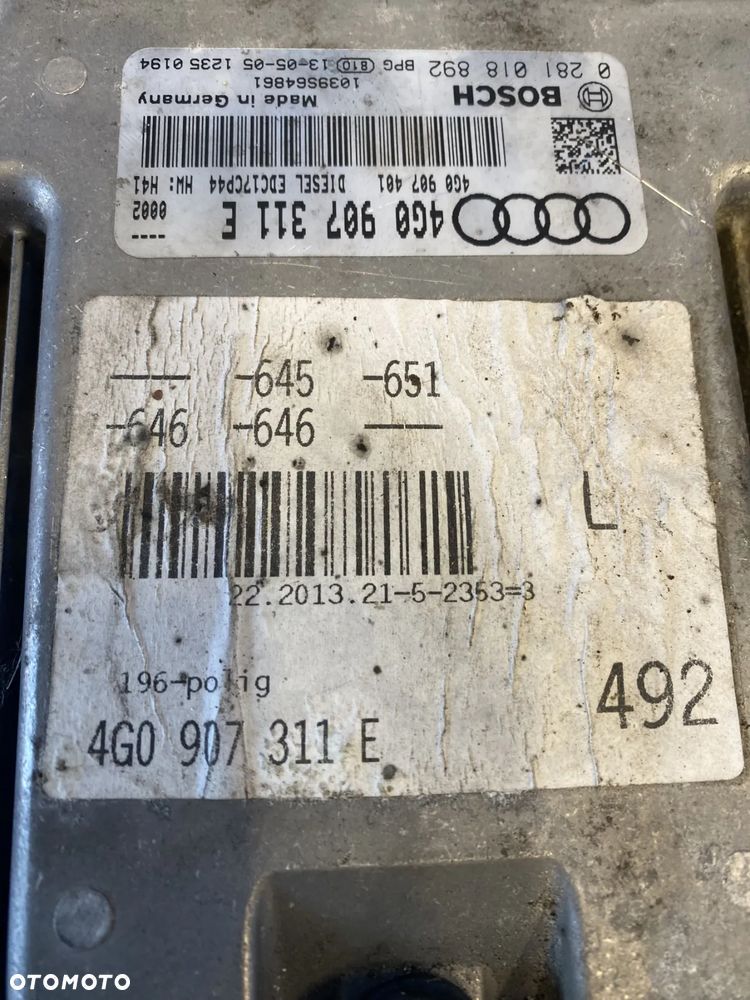 0 281 018 892 BPG 810 13-05-05 1235 0194
BOSCH 1039S64861
Made in Germany
4G0 907 401 DIESEL EDC17CP44 HW: H41
4G0 907 311 E 0002
---- -645 -651
-646 -646 ----
L
22.2013.21-5-2353=3
196-polig
492
4G0 907 311 E
OTOMOTO